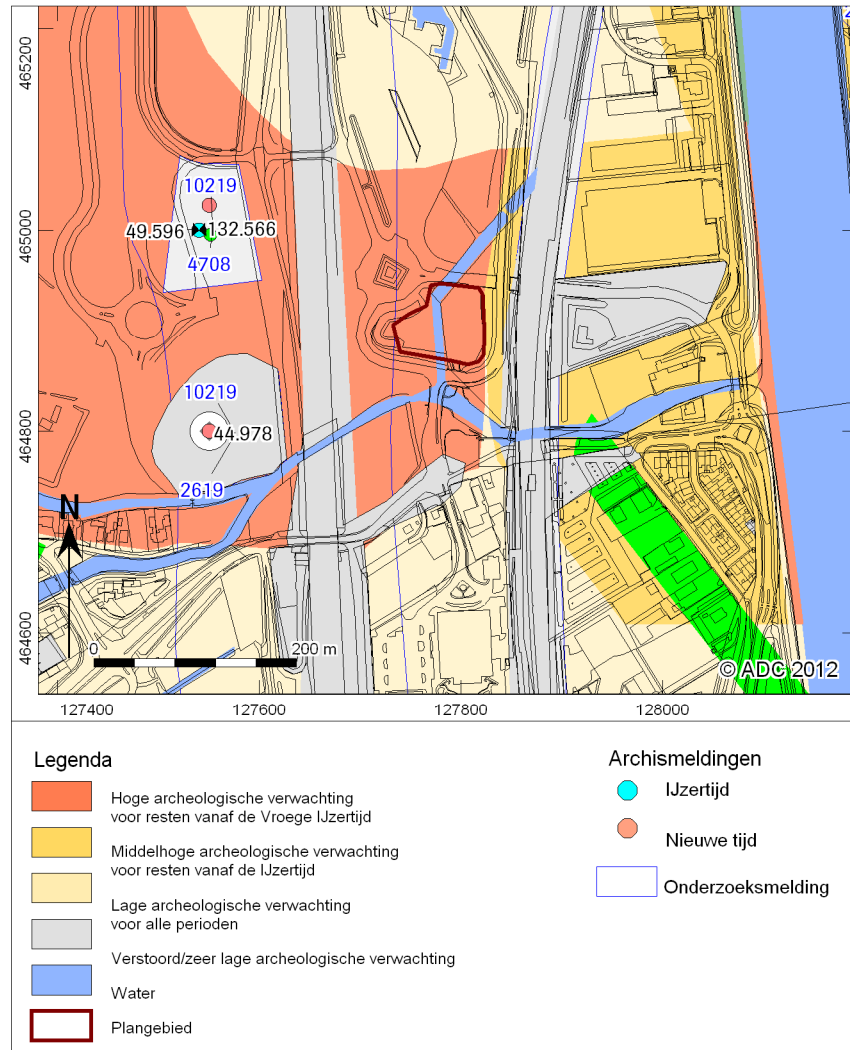 2
465200
10219
49.596
132.566
465000
4708
10219
44.978
464800
2619
N
464600
0
200 m
© ADC 2012
127400
127600
127800
128000
Legenda
Hoge archeologische verwachting
voor resten vanaf de Vroege IJzertijd
Middelhoge archeologische verwachting
voor resten vanaf de IJzertijd
Lage archeologische verwachting
voor alle perioden
Verstoord/zeer lage archeologische verwachting
Water
Plangebied
Archismeldingen
IJzertijd
Nieuwe tijd
Onderzoeksmelding